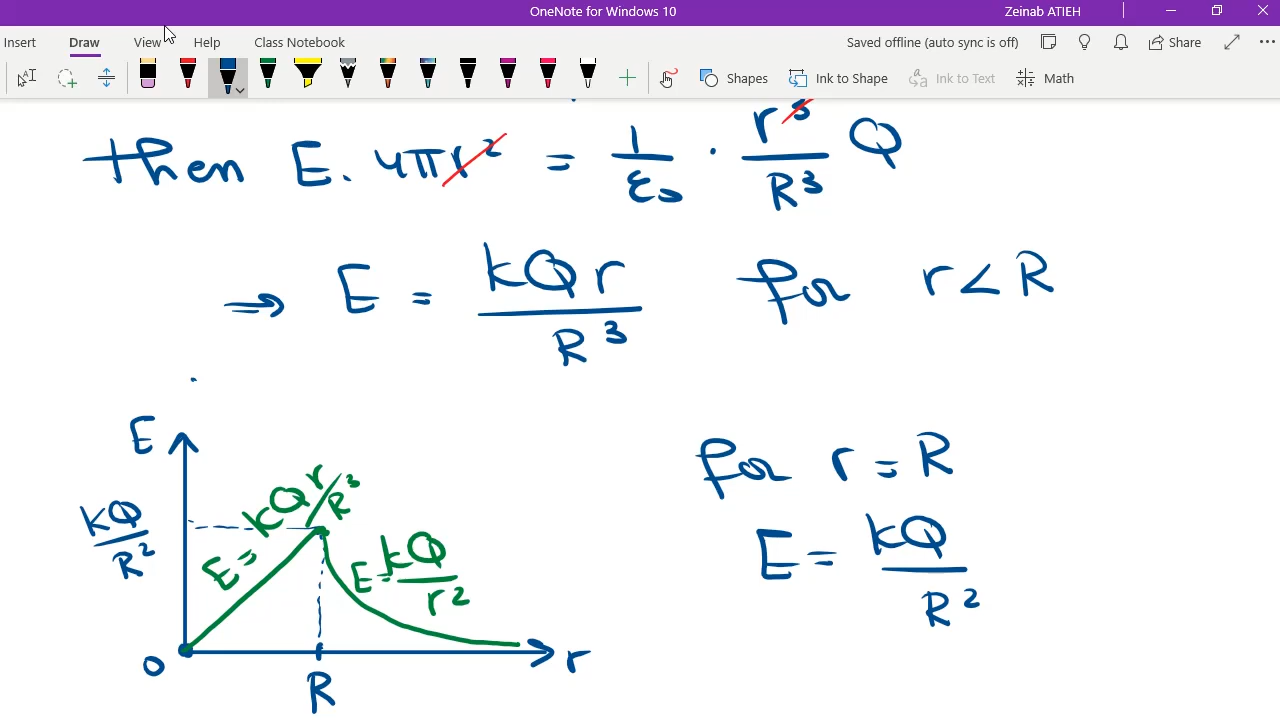 OneNote for Windows 10
Zeinab ATIEH
Insert Draw View Help Class Notebook
Saved offline (auto sync is off) Share
Shapes Ink to Shape Ink to Text Math
then E. 4πr² = 1/ε₀ · r³/R³ Q
⇒ E = kQr/R³ for r < R
E
kQ/R²
E = kQ r/R³
E = kQ/r²
0
R
r
for r = R
E = kQ/R²